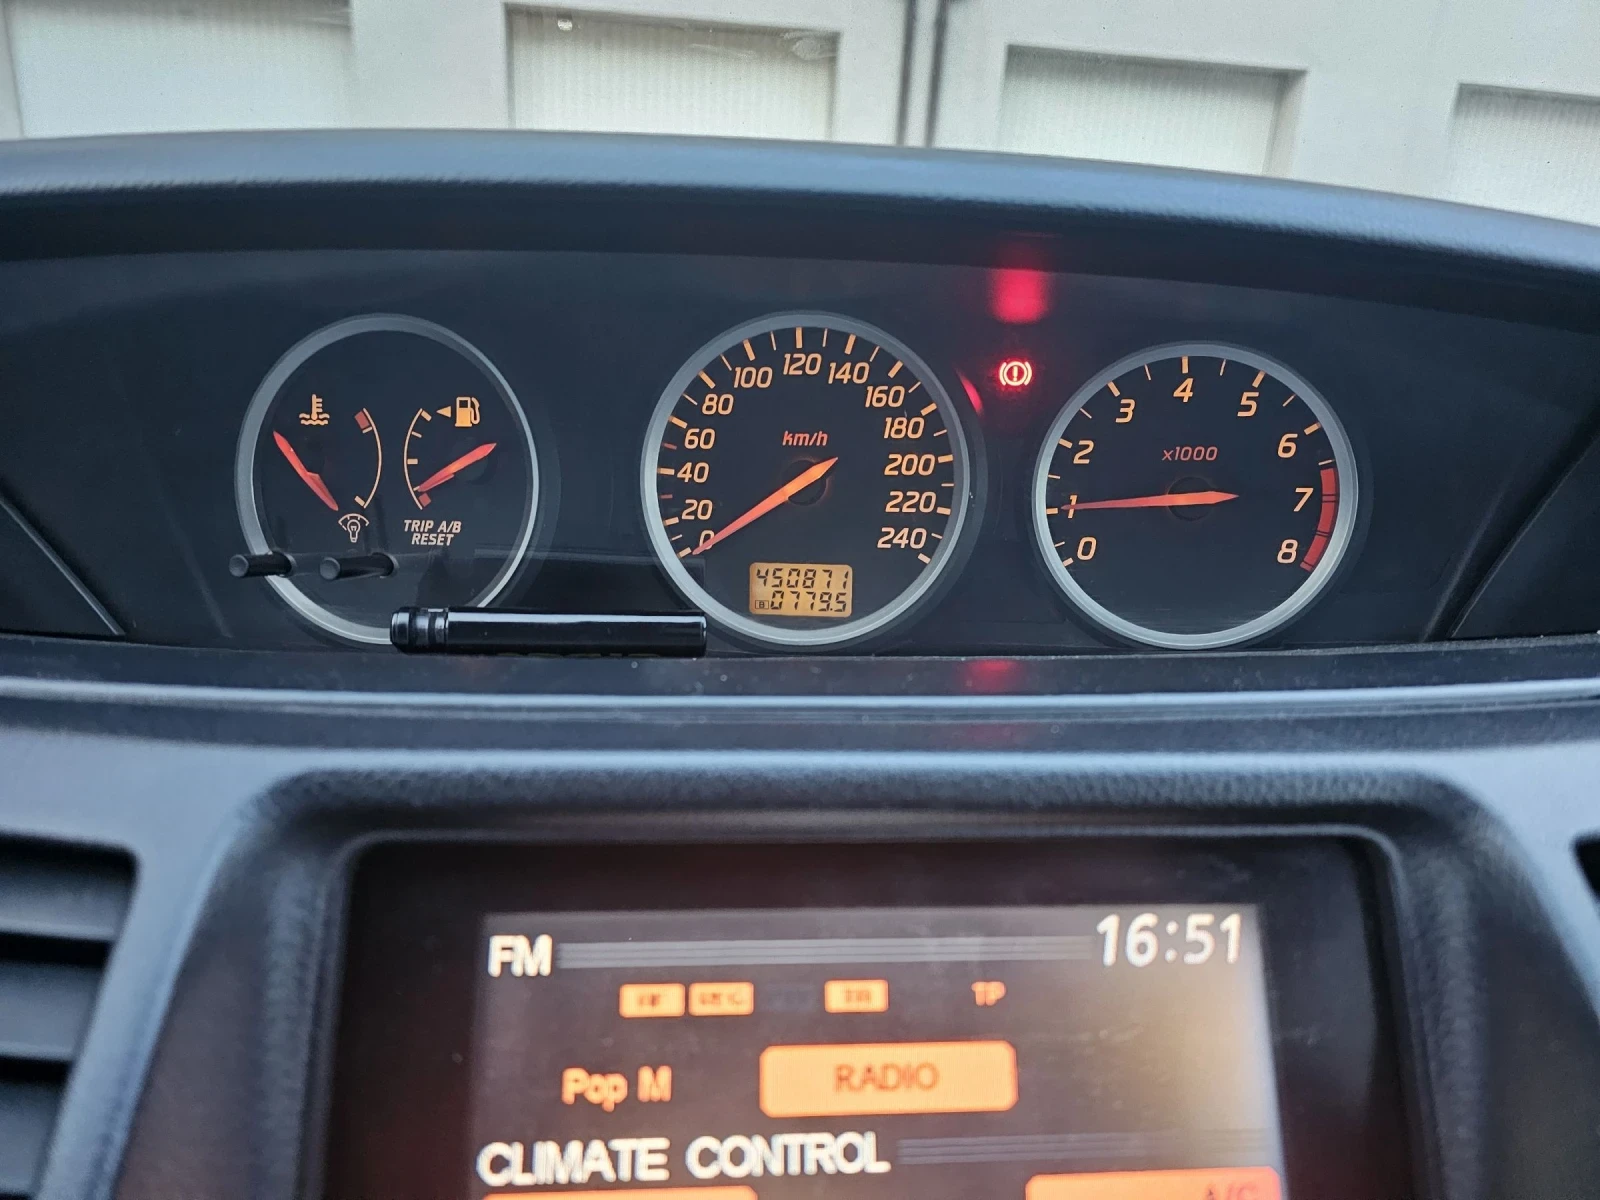 TRIP A/B
RESET
0
20
40
60
80
100
120
140
160
180
200
220
240
km/h
450871
B 0779.5
0
1
2
3
4
5
6
7
8
x1000
FM
16:51
TP
Pop M
RADIO
CLIMATE CONTROL
A/C